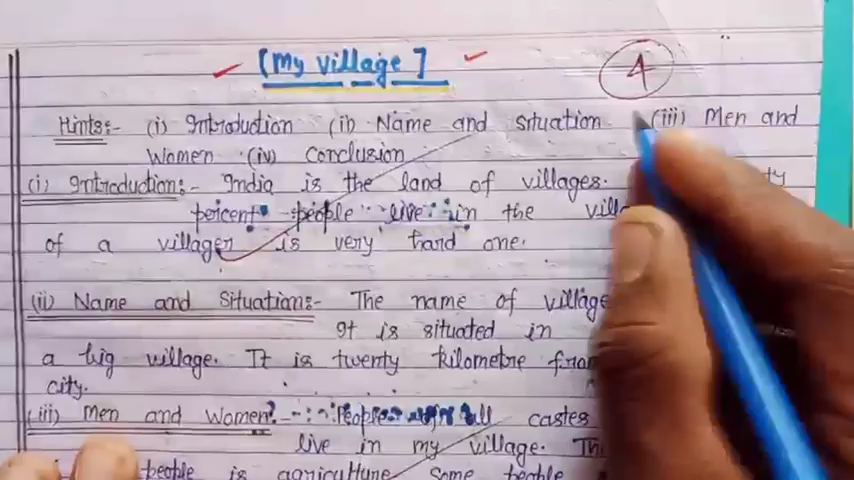 [My village]
4
Hints:- (i) Introduction (ii) Name and situation (iii) Men and
Women (iv) Conclusion
(i) Introduction:- India is the land of villages.
percent people live in the
of a villager is very hard one.
(ii) Name and Situations:- The name of village
It is situated in
a big village. It is twenty kilometre
city.
(iii) Men and Women:- People of all castes
live in my village.
people is agriculture Some people